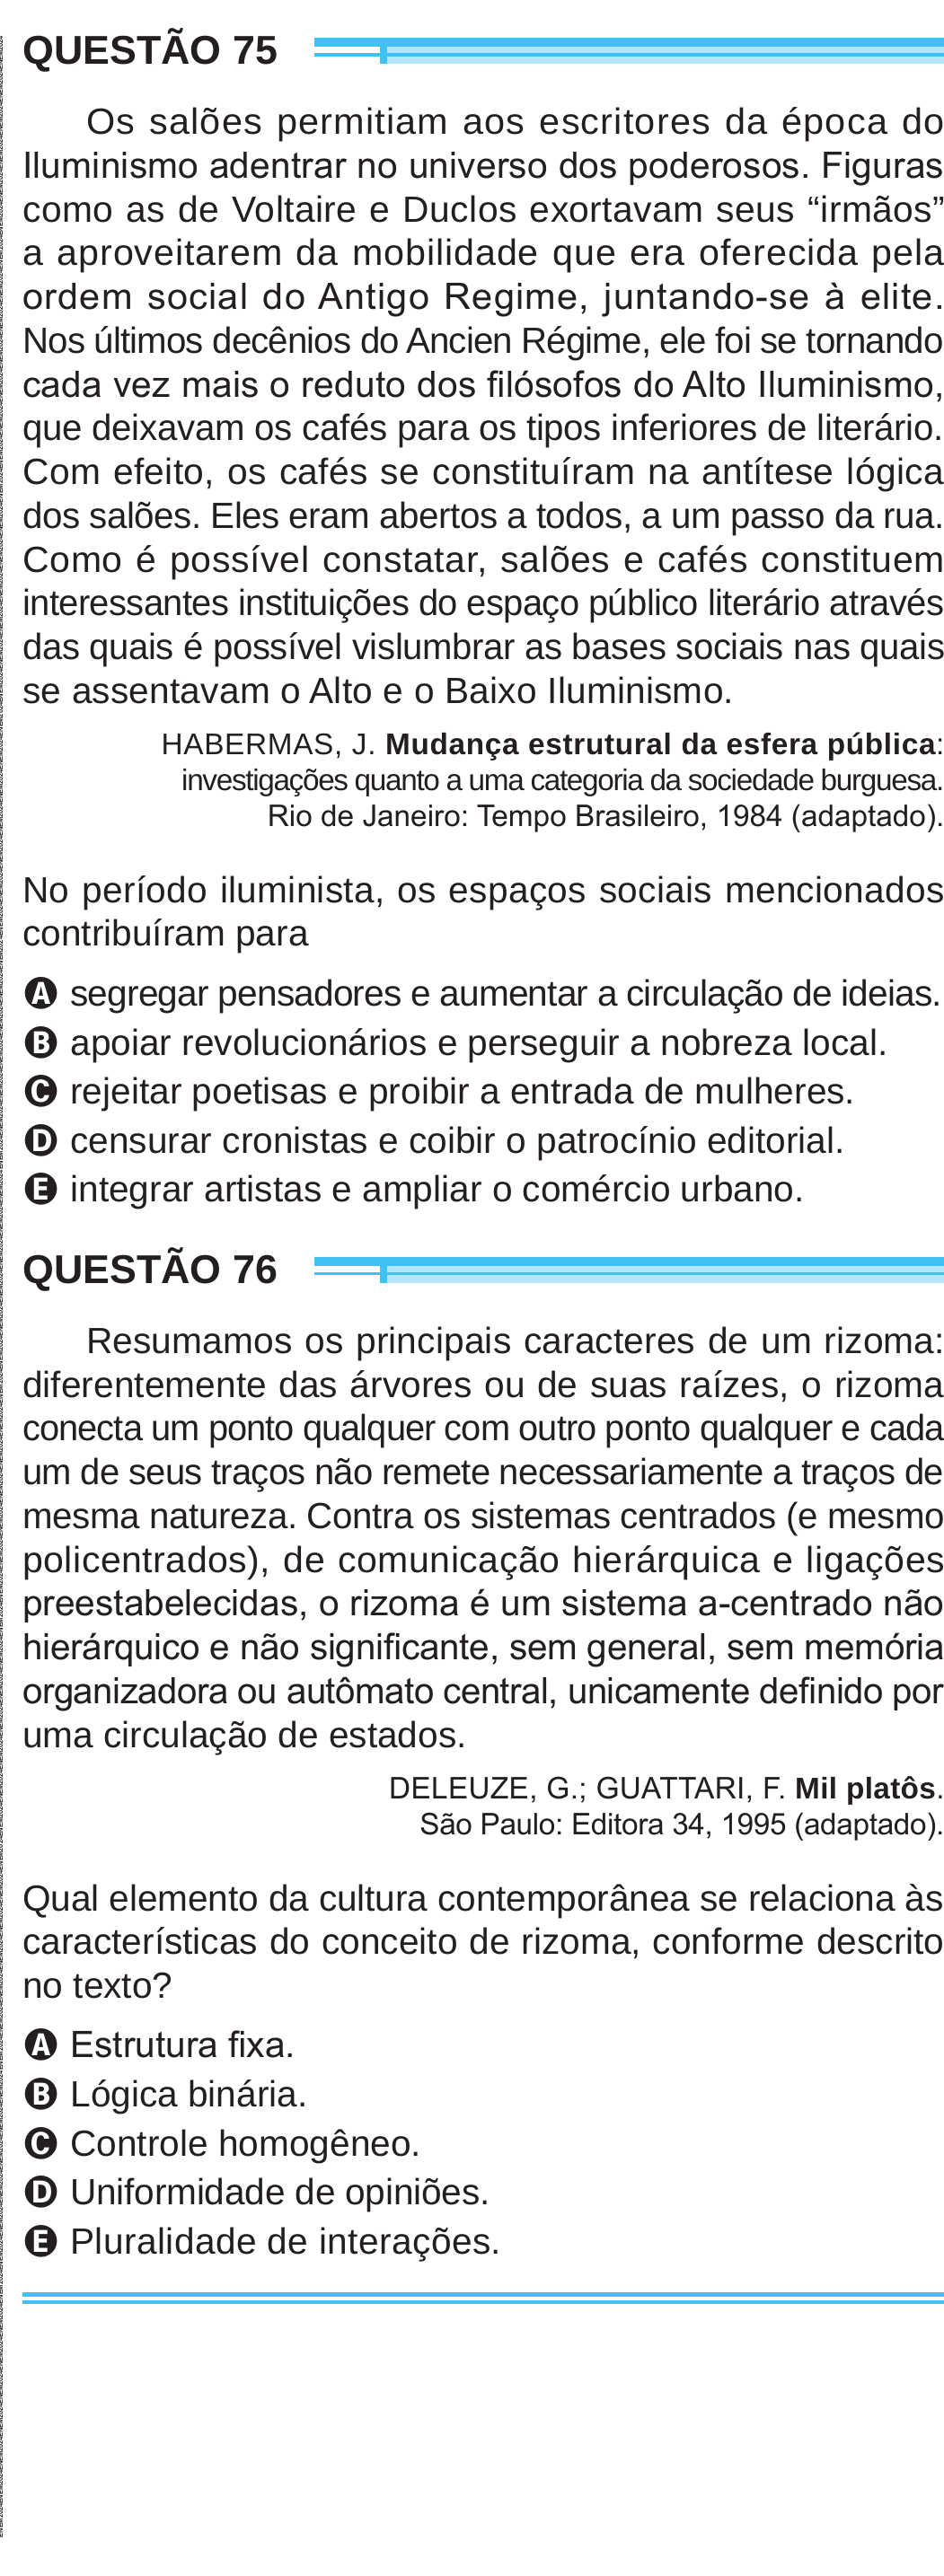 QUESTÃO 75
Os salões permitiam aos escritores da época do
Iluminismo adentrar no universo dos poderosos. Figuras
como as de Voltaire e Duclos exortavam seus “irmãos”
a aproveitarem da mobilidade que era oferecida pela
ordem social do Antigo Regime, juntando-se à elite.
Nos últimos decênios do Ancien Régime, ele foi se tornando
cada vez mais o reduto dos filósofos do Alto Iluminismo,
que deixavam os cafés para os tipos inferiores de literário.
Com efeito, os cafés se constituíram na antítese lógica
dos salões. Eles eram abertos a todos, a um passo da rua.
Como é possível constatar, salões e cafés constituem
interessantes instituições do espaço público literário através
das quais é possível vislumbrar as bases sociais nas quais
se assentavam o Alto e o Baixo Iluminismo.
HABERMAS, J. Mudança estrutural da esfera pública:
investigações quanto a uma categoria da sociedade burguesa.
Rio de Janeiro: Tempo Brasileiro, 1984 (adaptado).
No período iluminista, os espaços sociais mencionados
contribuíram para
A segregar pensadores e aumentar a circulação de ideias.
B apoiar revolucionários e perseguir a nobreza local.
C rejeitar poetisas e proibir a entrada de mulheres.
D censurar cronistas e coibir o patrocínio editorial.
E integrar artistas e ampliar o comércio urbano.
QUESTÃO 76
Resumamos os principais caracteres de um rizoma:
diferentemente das árvores ou de suas raízes, o rizoma
conecta um ponto qualquer com outro ponto qualquer e cada
um de seus traços não remete necessariamente a traços de
mesma natureza. Contra os sistemas centrados (e mesmo
policentrados), de comunicação hierárquica e ligações
preestabelecidas, o rizoma é um sistema a-centrado não
hierárquico e não significante, sem general, sem memória
organizadora ou autômato central, unicamente definido por
uma circulação de estados.
DELEUZE, G.; GUATTARI, F. Mil platôs.
São Paulo: Editora 34, 1995 (adaptado).
Qual elemento da cultura contemporânea se relaciona às
características do conceito de rizoma, conforme descrito
no texto?
A Estrutura fixa.
B Lógica binária.
C Controle homogêneo.
D Uniformidade de opiniões.
E Pluralidade de interações.